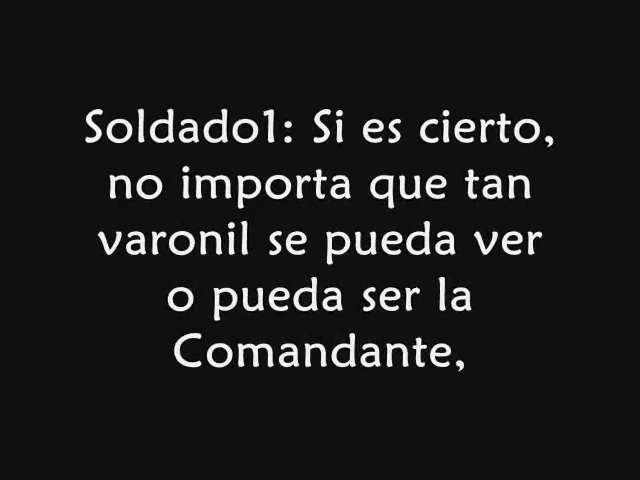 Soldado1: Si es cierto,
no importa que tan
varonil se pueda ver
o pueda ser la
Comandante,